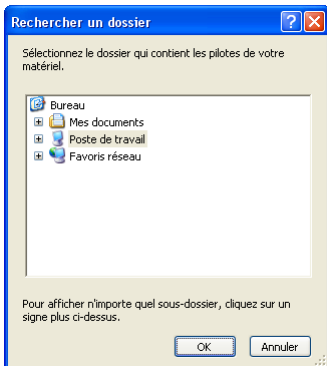 Rechercher un dossier
Sélectionnez le dossier qui contient les pilotes de votre
matériel.
Bureau
Mes documents
Poste de travail
Favoris réseau
Pour afficher n'importe quel sous-dossier, cliquez sur un
signe plus ci-dessus.
OK Annuler